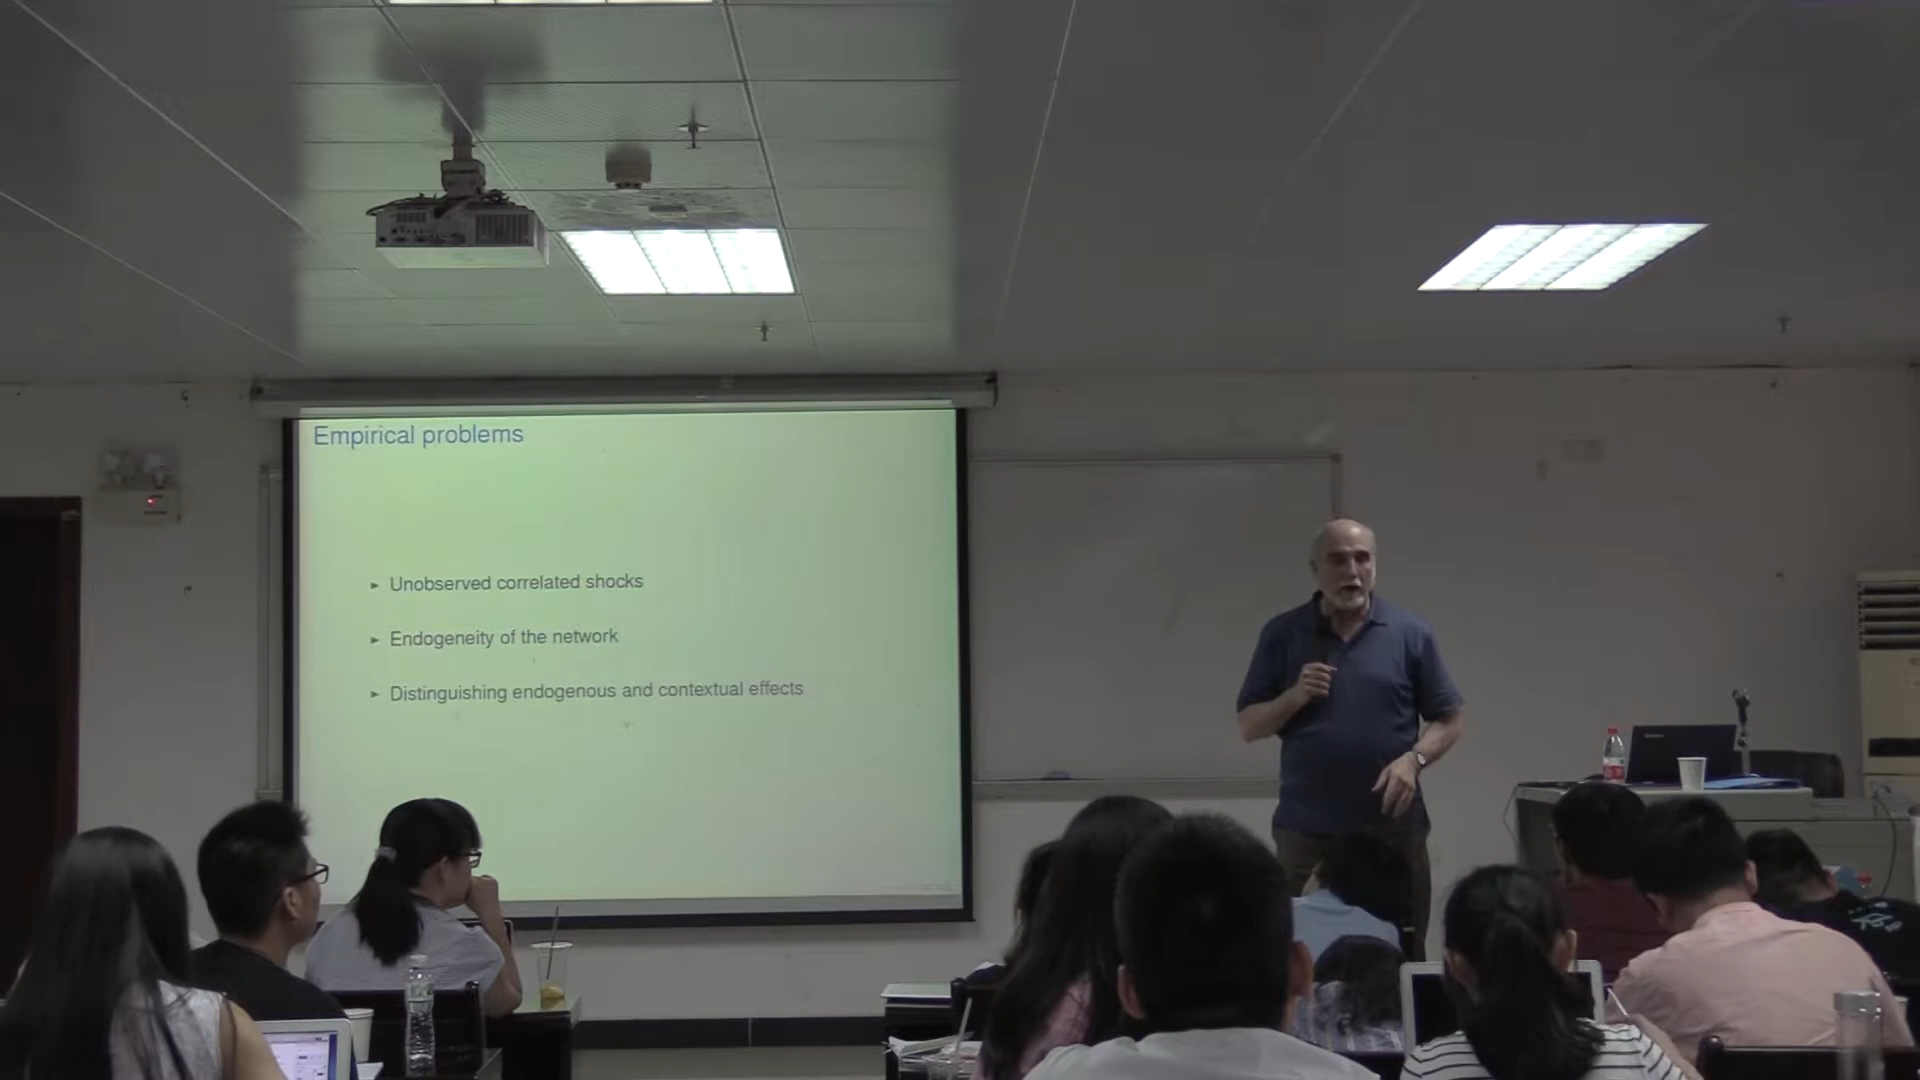 Empirical problems
► Unobserved correlated shocks
► Endogeneity of the network
► Distinguishing endogenous and contextual effects